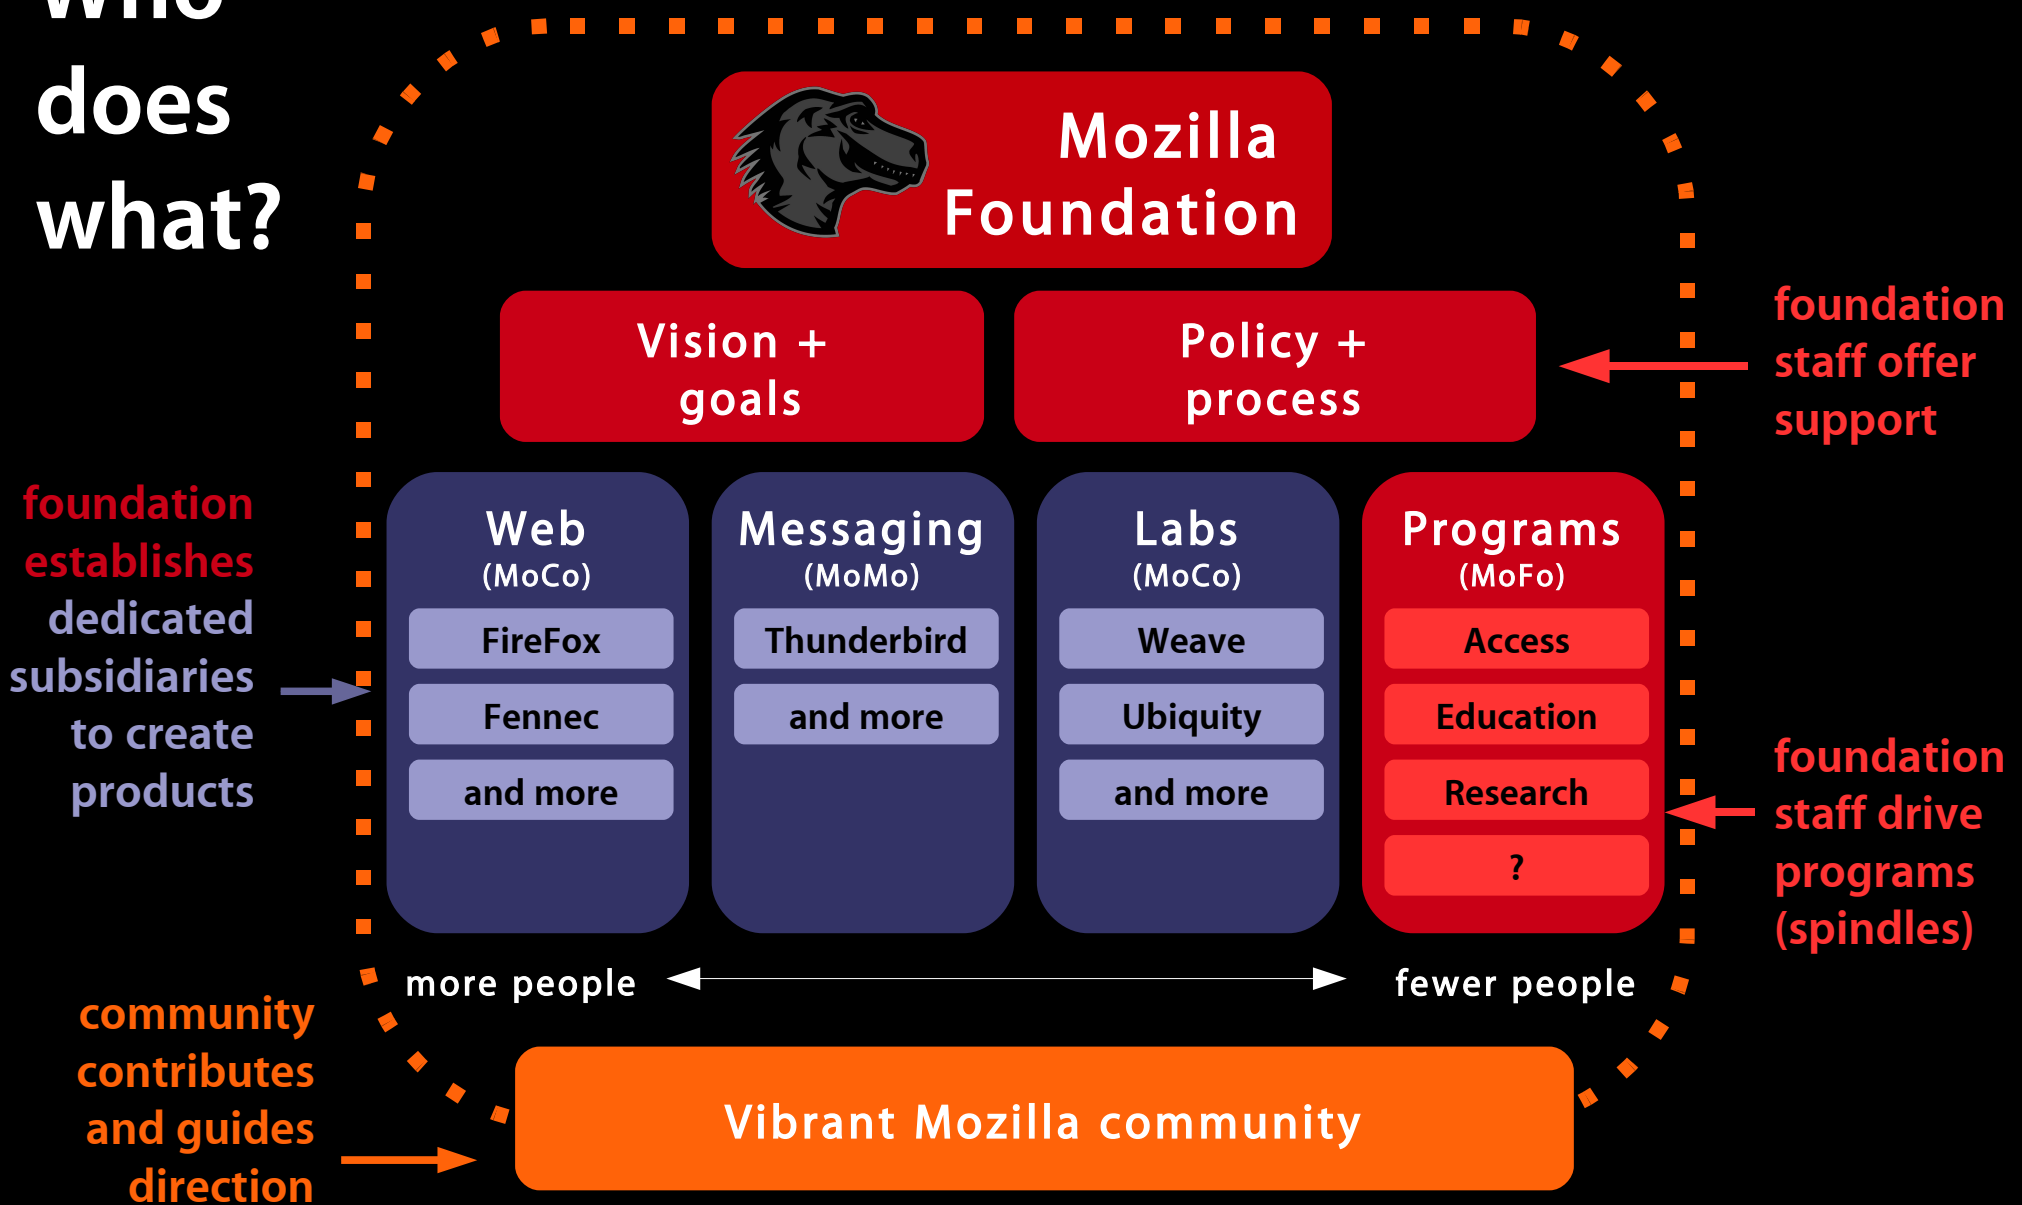 Who
does
what?
Mozilla
Foundation
Vision +
goals
Policy +
process
foundation
staff offer
support
foundation
establishes
dedicated
subsidiaries
to create
products
Web
(MoCo)
FireFox
Fennec
and more
Messaging
(MoMo)
Thunderbird
and more
Labs
(MoCo)
Weave
Ubiquity
and more
Programs
(MoFo)
Access
Education
Research
?
foundation
staff drive
programs
(spindles)
more people
fewer people
community
contributes
and guides
direction
Vibrant Mozilla community